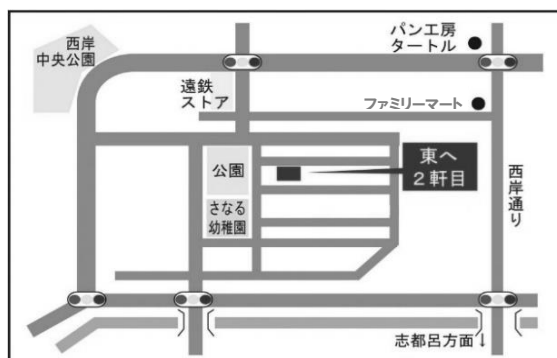 西岸
中央公園
パン工房
タートル
遠鉄
ストア
ファミリーマート
公園
東へ
2軒目
さなる
幼稚園
西岸通り
志都呂方面↓